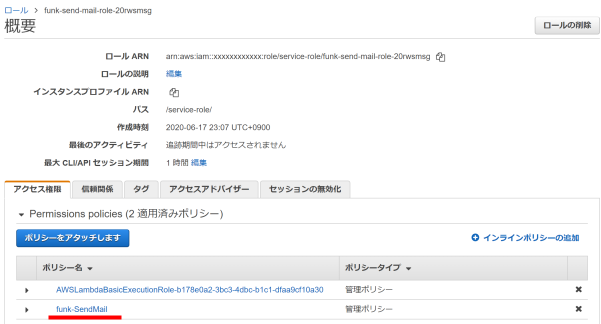 ロール > funk-send-mail-role-20rwsmsg
概要
ロールの削除
ロール ARN arn:aws:iam::xxxxxxxxxxxx:role/service-role/funk-send-mail-role-20rwsmsg
ロールの説明 編集
インスタンスプロファイル ARN
パス /service-role/
作成時刻 2020-06-17 23:07 UTC+0900
最後のアクティビティ 追跡期間中はアクセスされません
最大 CLI/API セッション期間 1 時間 編集
アクセス権限 信頼関係 タグ アクセスアドバイザー セッションの無効化
Permissions policies (2 適用済みポリシー)
ポリシーをアタッチします インラインポリシーの追加
ポリシー名 ポリシータイプ
AWSLambdaBasicExecutionRole-b178e0a2-3bc3-4dbc-b1c1-dfaa9cf10a30 管理ポリシー
funk-SendMail 管理ポリシー